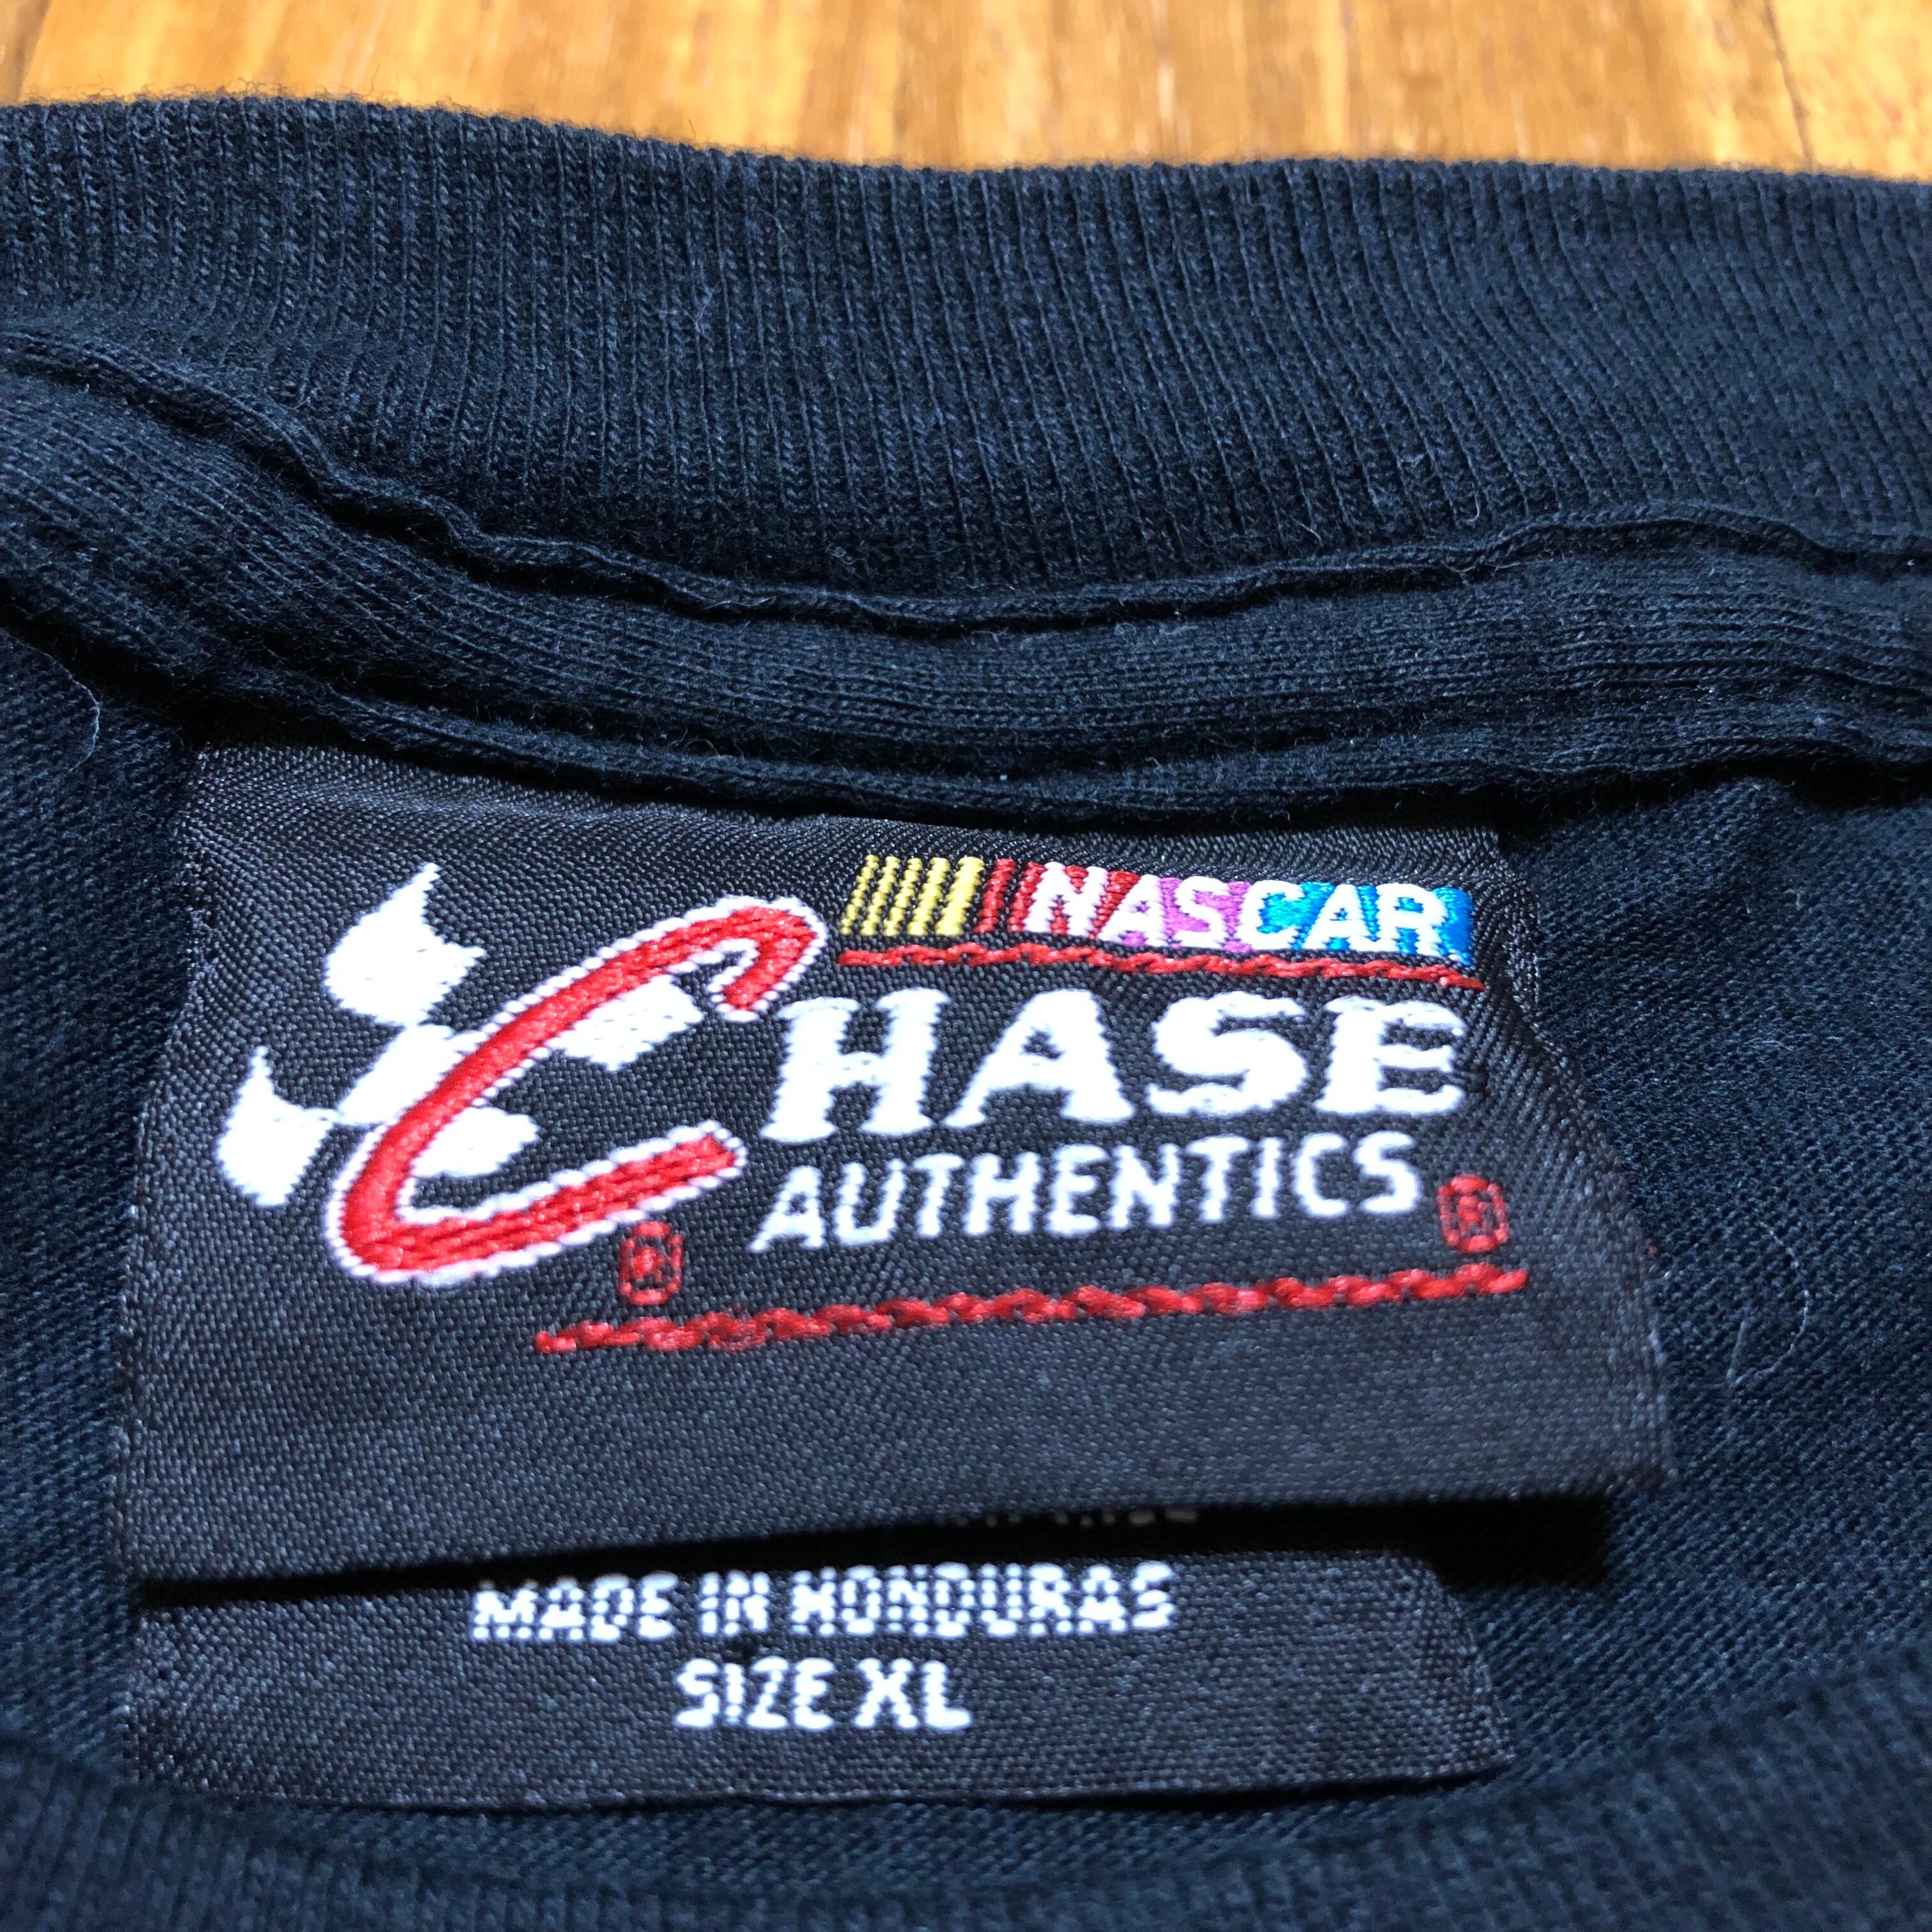 NASCAR
CHASE
AUTHENTICS
®
®
MADE IN HONDURAS
SIZE XL